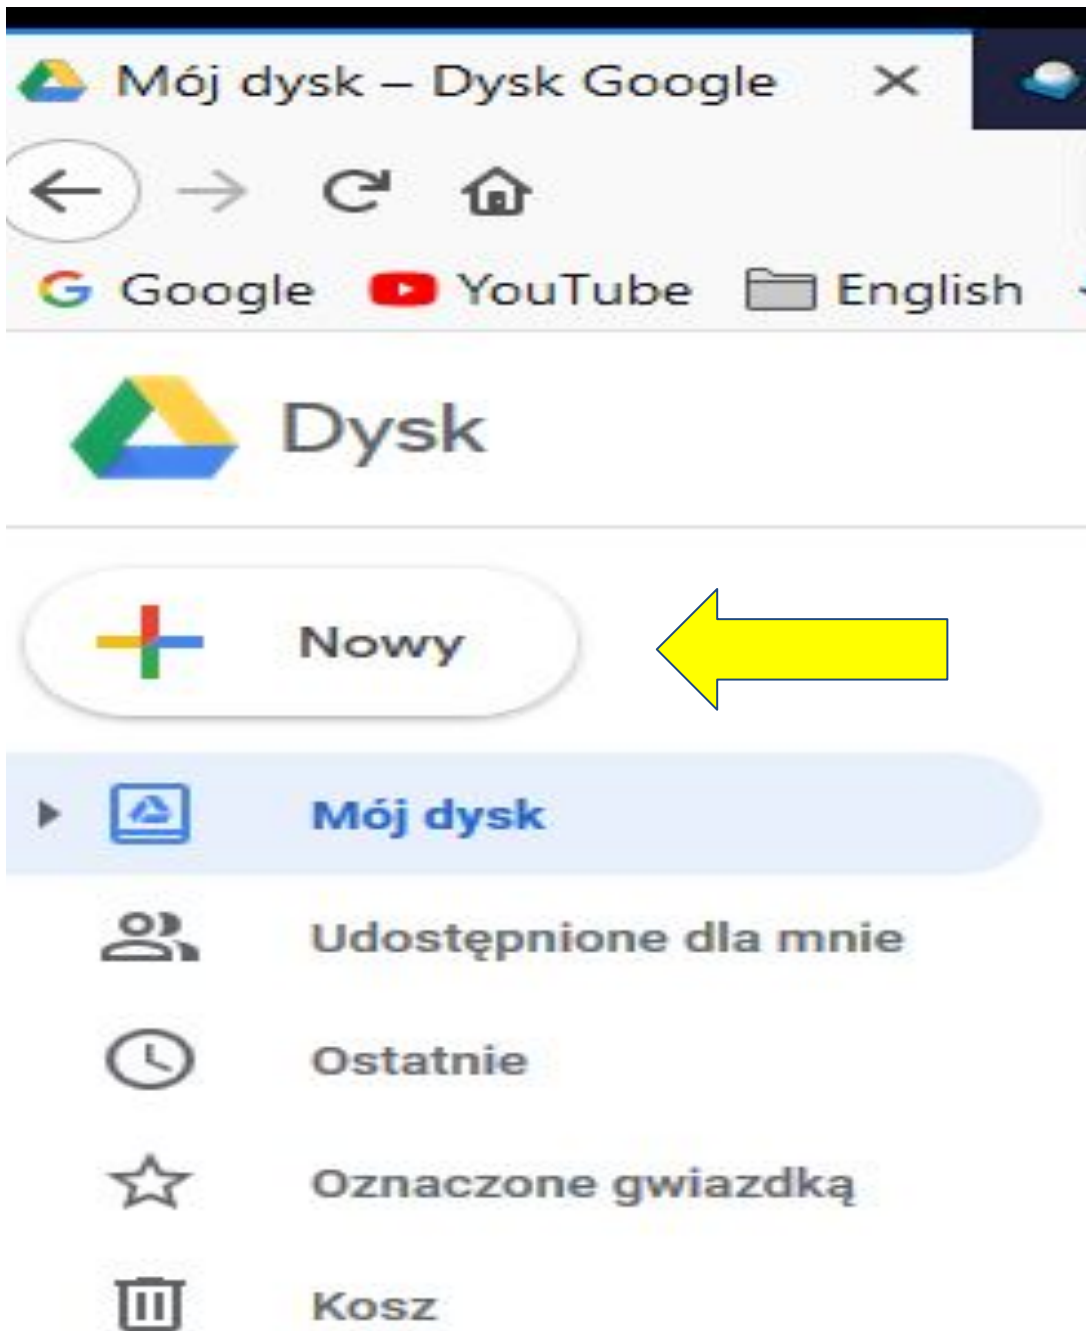 Mój dysk – Dysk Google
Google YouTube English
Dysk
Nowy
Mój dysk
Udostępnione dla mnie
Ostatnie
Oznaczone gwiazdką
Kosz